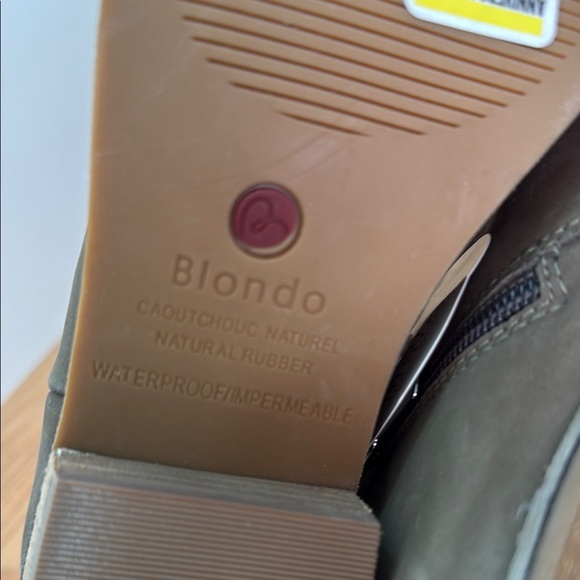 Blondo
CAOUTCHOUC NATUREL
NATURAL RUBBER
WATERPROOF/IMPERMEABLE